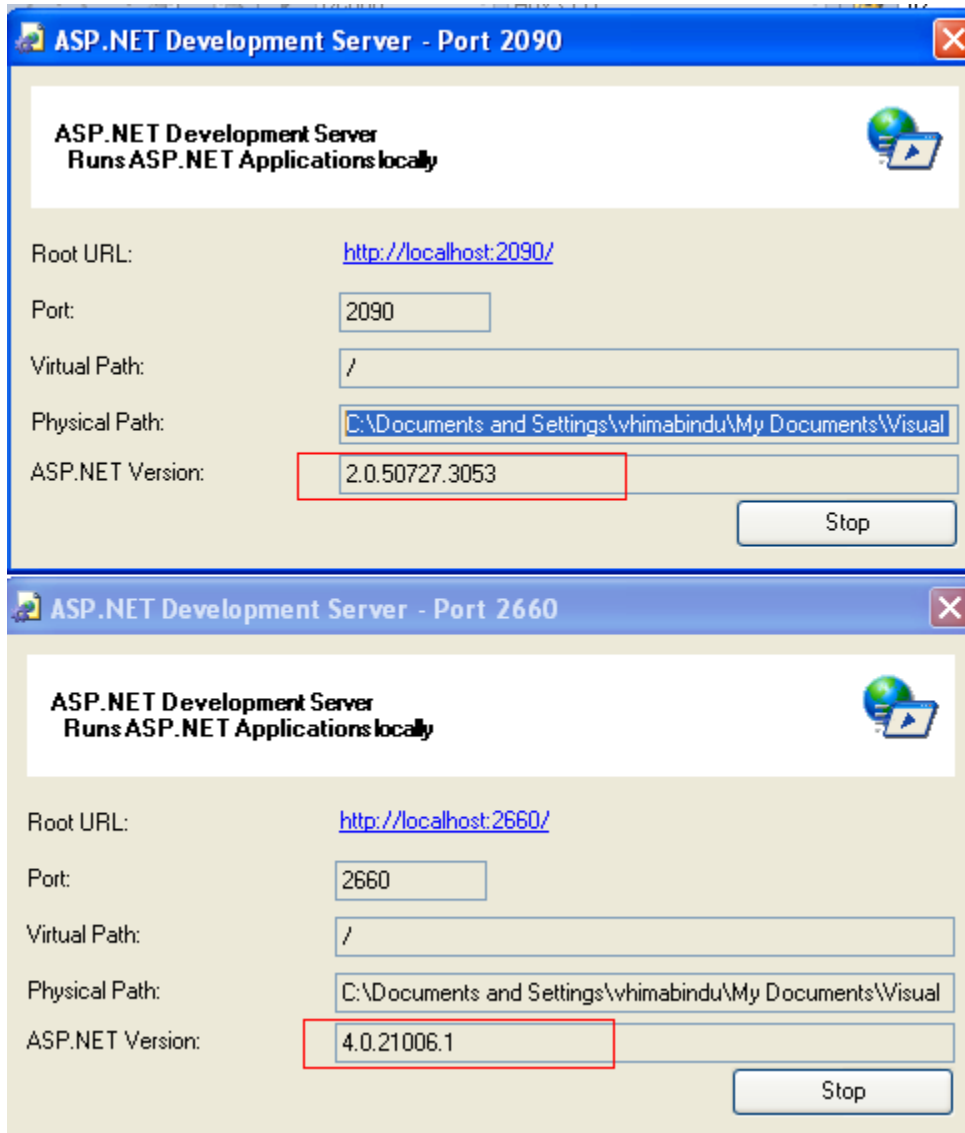 ASP.NET Development Server - Port 2090
ASP.NET Development Server
Runs ASP.NET Applications locally
Root URL: http://localhost:2090/
Port: 2090
Virtual Path: /
Physical Path: C:\Documents and Settings\vhimabindu\My Documents\Visual
ASP.NET Version: 2.0.50727.3053
Stop
ASP.NET Development Server - Port 2660
ASP.NET Development Server
Runs ASP.NET Applications locally
Root URL: http://localhost:2660/
Port: 2660
Virtual Path: /
Physical Path: C:\Documents and Settings\vhimabindu\My Documents\Visual
ASP.NET Version: 4.0.21006.1
Stop